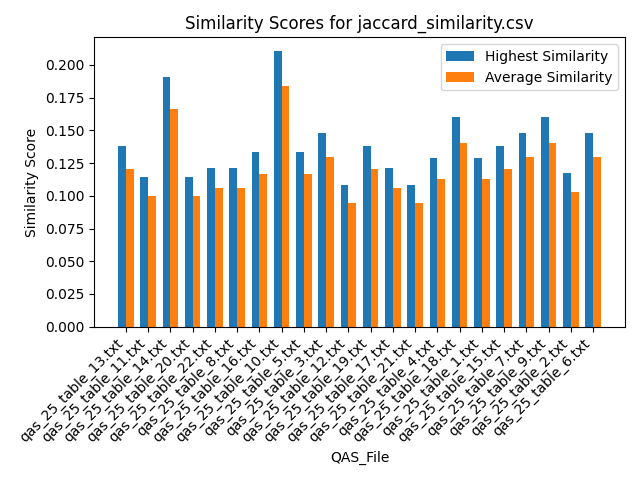 Similarity Scores for jaccard_similarity.csv
Highest Similarity
Average Similarity
Similarity Score
0.200
0.175
0.150
0.125
0.100
0.075
0.050
0.025
0.000
qas_25_table_13.txt
qas_25_table_11.txt
qas_25_table_14.txt
qas_25_table_20.txt
qas_25_table_22.txt
qas_25_table_8.txt
qas_25_table_16.txt
qas_25_table_10.txt
qas_25_table_5.txt
qas_25_table_3.txt
qas_25_table_12.txt
qas_25_table_19.txt
qas_25_table_17.txt
qas_25_table_21.txt
qas_25_table_4.txt
qas_25_table_18.txt
qas_25_table_1.txt
qas_25_table_15.txt
qas_25_table_7.txt
qas_25_table_9.txt
qas_25_table_2.txt
qas_25_table_6.txt
QAS_File